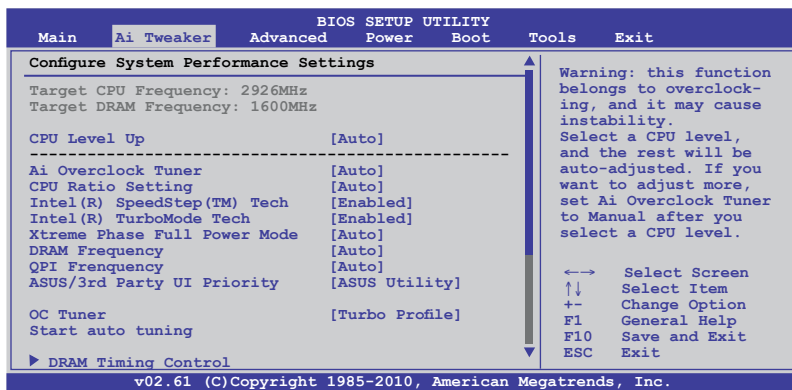 BIOS SETUP UTILITY
Main Ai Tweaker Advanced Power Boot Tools Exit
Configure System Performance Settings
Target CPU Frequency: 2926MHz
Target DRAM Frequency: 1600MHz
CPU Level Up [Auto]
Ai Overclock Tuner [Auto]
CPU Ratio Setting [Auto]
Intel(R) SpeedStep(TM) Tech [Enabled]
Intel(R) TurboMode Tech [Enabled]
Xtreme Phase Full Power Mode [Auto]
DRAM Frequency [Auto]
QPI Frenquency [Auto]
ASUS/3rd Party UI Priority [ASUS Utility]
OC Tuner [Turbo Profile]
Start auto tuning
DRAM Timing Control
Warning: this function
belongs to overclock-
ing, and it may cause
instability.
Select a CPU level,
and the rest will be
auto-adjusted. If you
want to adjust more,
set Ai Overclock Tuner
to Manual after you
select a CPU level.
←→ Select Screen
↑↓ Select Item
+- Change Option
F1 General Help
F10 Save and Exit
ESC Exit
v02.61 (C)Copyright 1985-2010, American Megatrends, Inc.